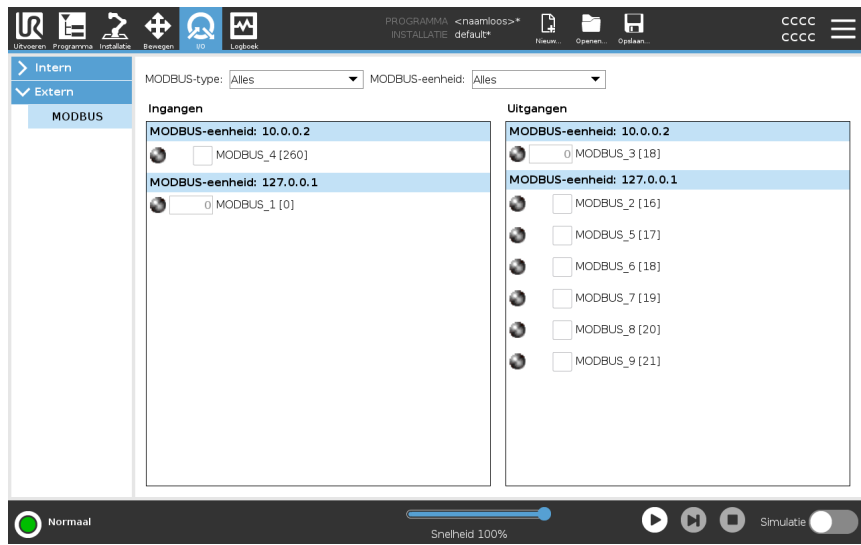 UR
Uitvoeren Programma Installatie Bewegen I/O Logboek
PROGRAMMA <naamloos>*
INSTALLATIE default*
Nieuw... Openen... Opslaan...
CCCC
CCCC
Intern
Extern
MODBUS
MODBUS-type: Alles MODBUS-eenheid: Alles
Ingangen
MODBUS-eenheid: 10.0.0.2
MODBUS_4 [260]
MODBUS-eenheid: 127.0.0.1
0 MODBUS_1 [0]
Uitgangen
MODBUS-eenheid: 10.0.0.2
0 MODBUS_3 [18]
MODBUS-eenheid: 127.0.0.1
MODBUS_2 [16]
MODBUS_5 [17]
MODBUS_6 [18]
MODBUS_7 [19]
MODBUS_8 [20]
MODBUS_9 [21]
Normaal
Snelheid 100%
Simulatie